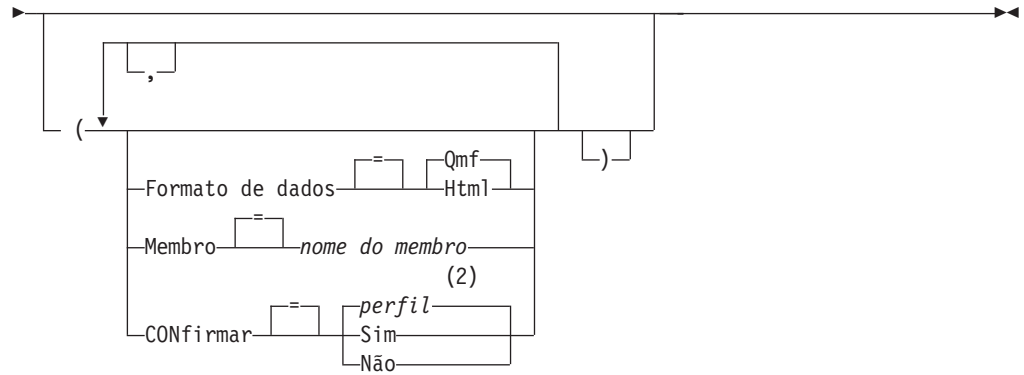 ,
(
)
= Qmf
Formato de dados Html
=
Membro nome do membro
(2)
= perfil
CONfirmar Sim
Não